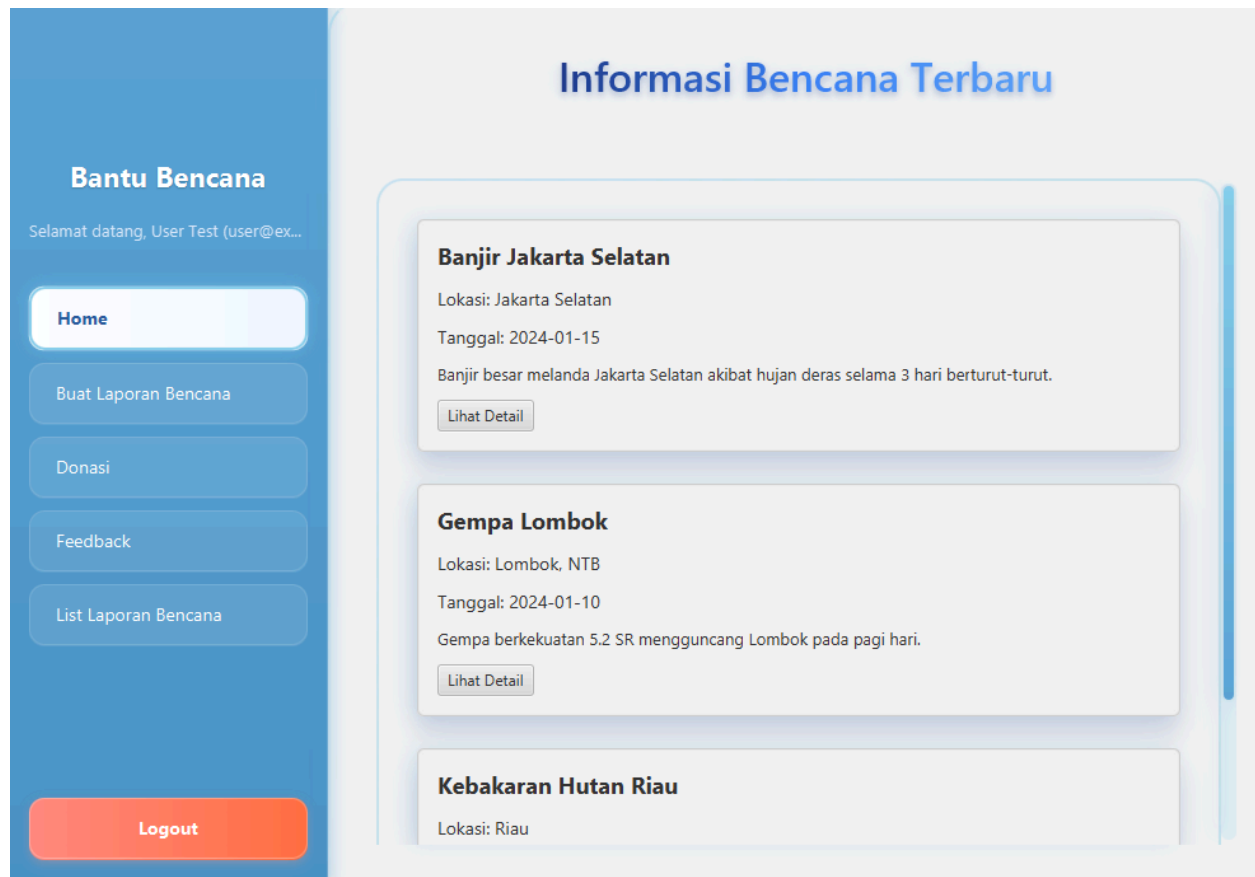 Bantu Bencana
Selamat datang, User Test (user@ex...
Home
Buat Laporan Bencana
Donasi
Feedback
List Laporan Bencana
Logout
Informasi Bencana Terbaru
Banjir Jakarta Selatan
Lokasi: Jakarta Selatan
Tanggal: 2024-01-15
Banjir besar melanda Jakarta Selatan akibat hujan deras selama 3 hari berturut-turut.
Lihat Detail
Gempa Lombok
Lokasi: Lombok, NTB
Tanggal: 2024-01-10
Gempa berkekuatan 5.2 SR mengguncang Lombok pada pagi hari.
Lihat Detail
Kebakaran Hutan Riau
Lokasi: Riau